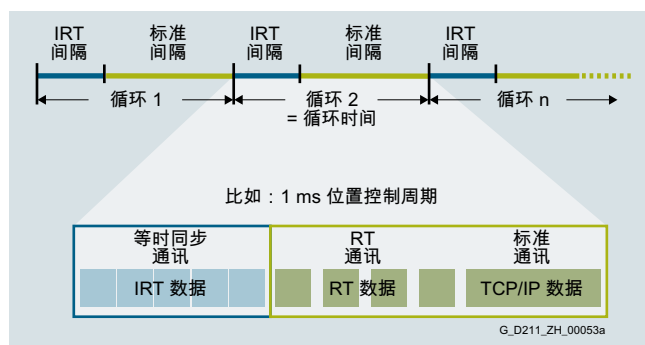 IRT 标准 IRT 标准 IRT
间隔 间隔 间隔 间隔 间隔
循环 1 循环 2 循环 n
= 循环时间
比如：1 ms 位置控制周期
等时同步 RT 标准
通讯 通讯 通讯
IRT 数据 RT 数据 TCP/IP 数据
G_D211_ZH_00053a